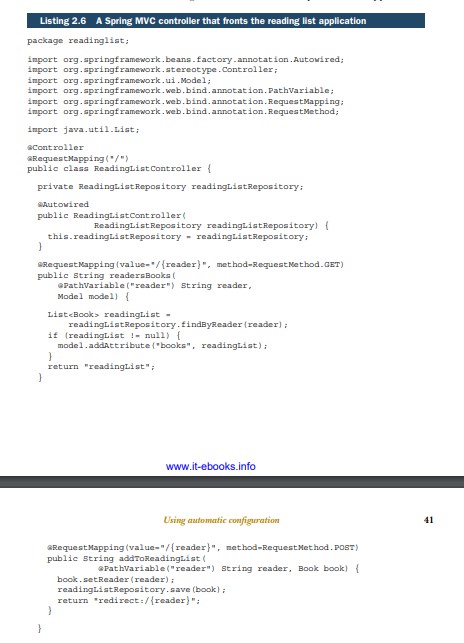 Listing 2.6 A Spring MVC controller that fronts the reading list application
package readinglist;
import org.springframework.beans.factory.annotation.Autowired;
import org.springframework.stereotype.Controller;
import org.springframework.ui.Model;
import org.springframework.web.bind.annotation.PathVariable;
import org.springframework.web.bind.annotation.RequestMapping;
import org.springframework.web.bind.annotation.RequestMethod;
import java.util.List;
@Controller
@RequestMapping("/")
public class ReadingListController {
private ReadingListRepository readingListRepository;
@Autowired
public ReadingListController(
ReadingListRepository readingListRepository) {
this.readingListRepository = readingListRepository;
}
@RequestMapping(value="/{reader}", method=RequestMethod.GET)
public String readersBooks(
@PathVariable("reader") String reader,
Model model) {
List<Book> readingList =
readingListRepository.findByReader(reader);
if (readingList != null) {
model.addAttribute("books", readingList);
}
return "readingList";
}
www.it-ebooks.info
Using automatic configuration 41
@RequestMapping(value="/{reader}", method=RequestMethod.POST)
public String addToReadingList(
@PathVariable("reader") String reader, Book book) {
book.setReader(reader);
readingListRepository.save(book);
return "redirect:/{reader}";
}
}